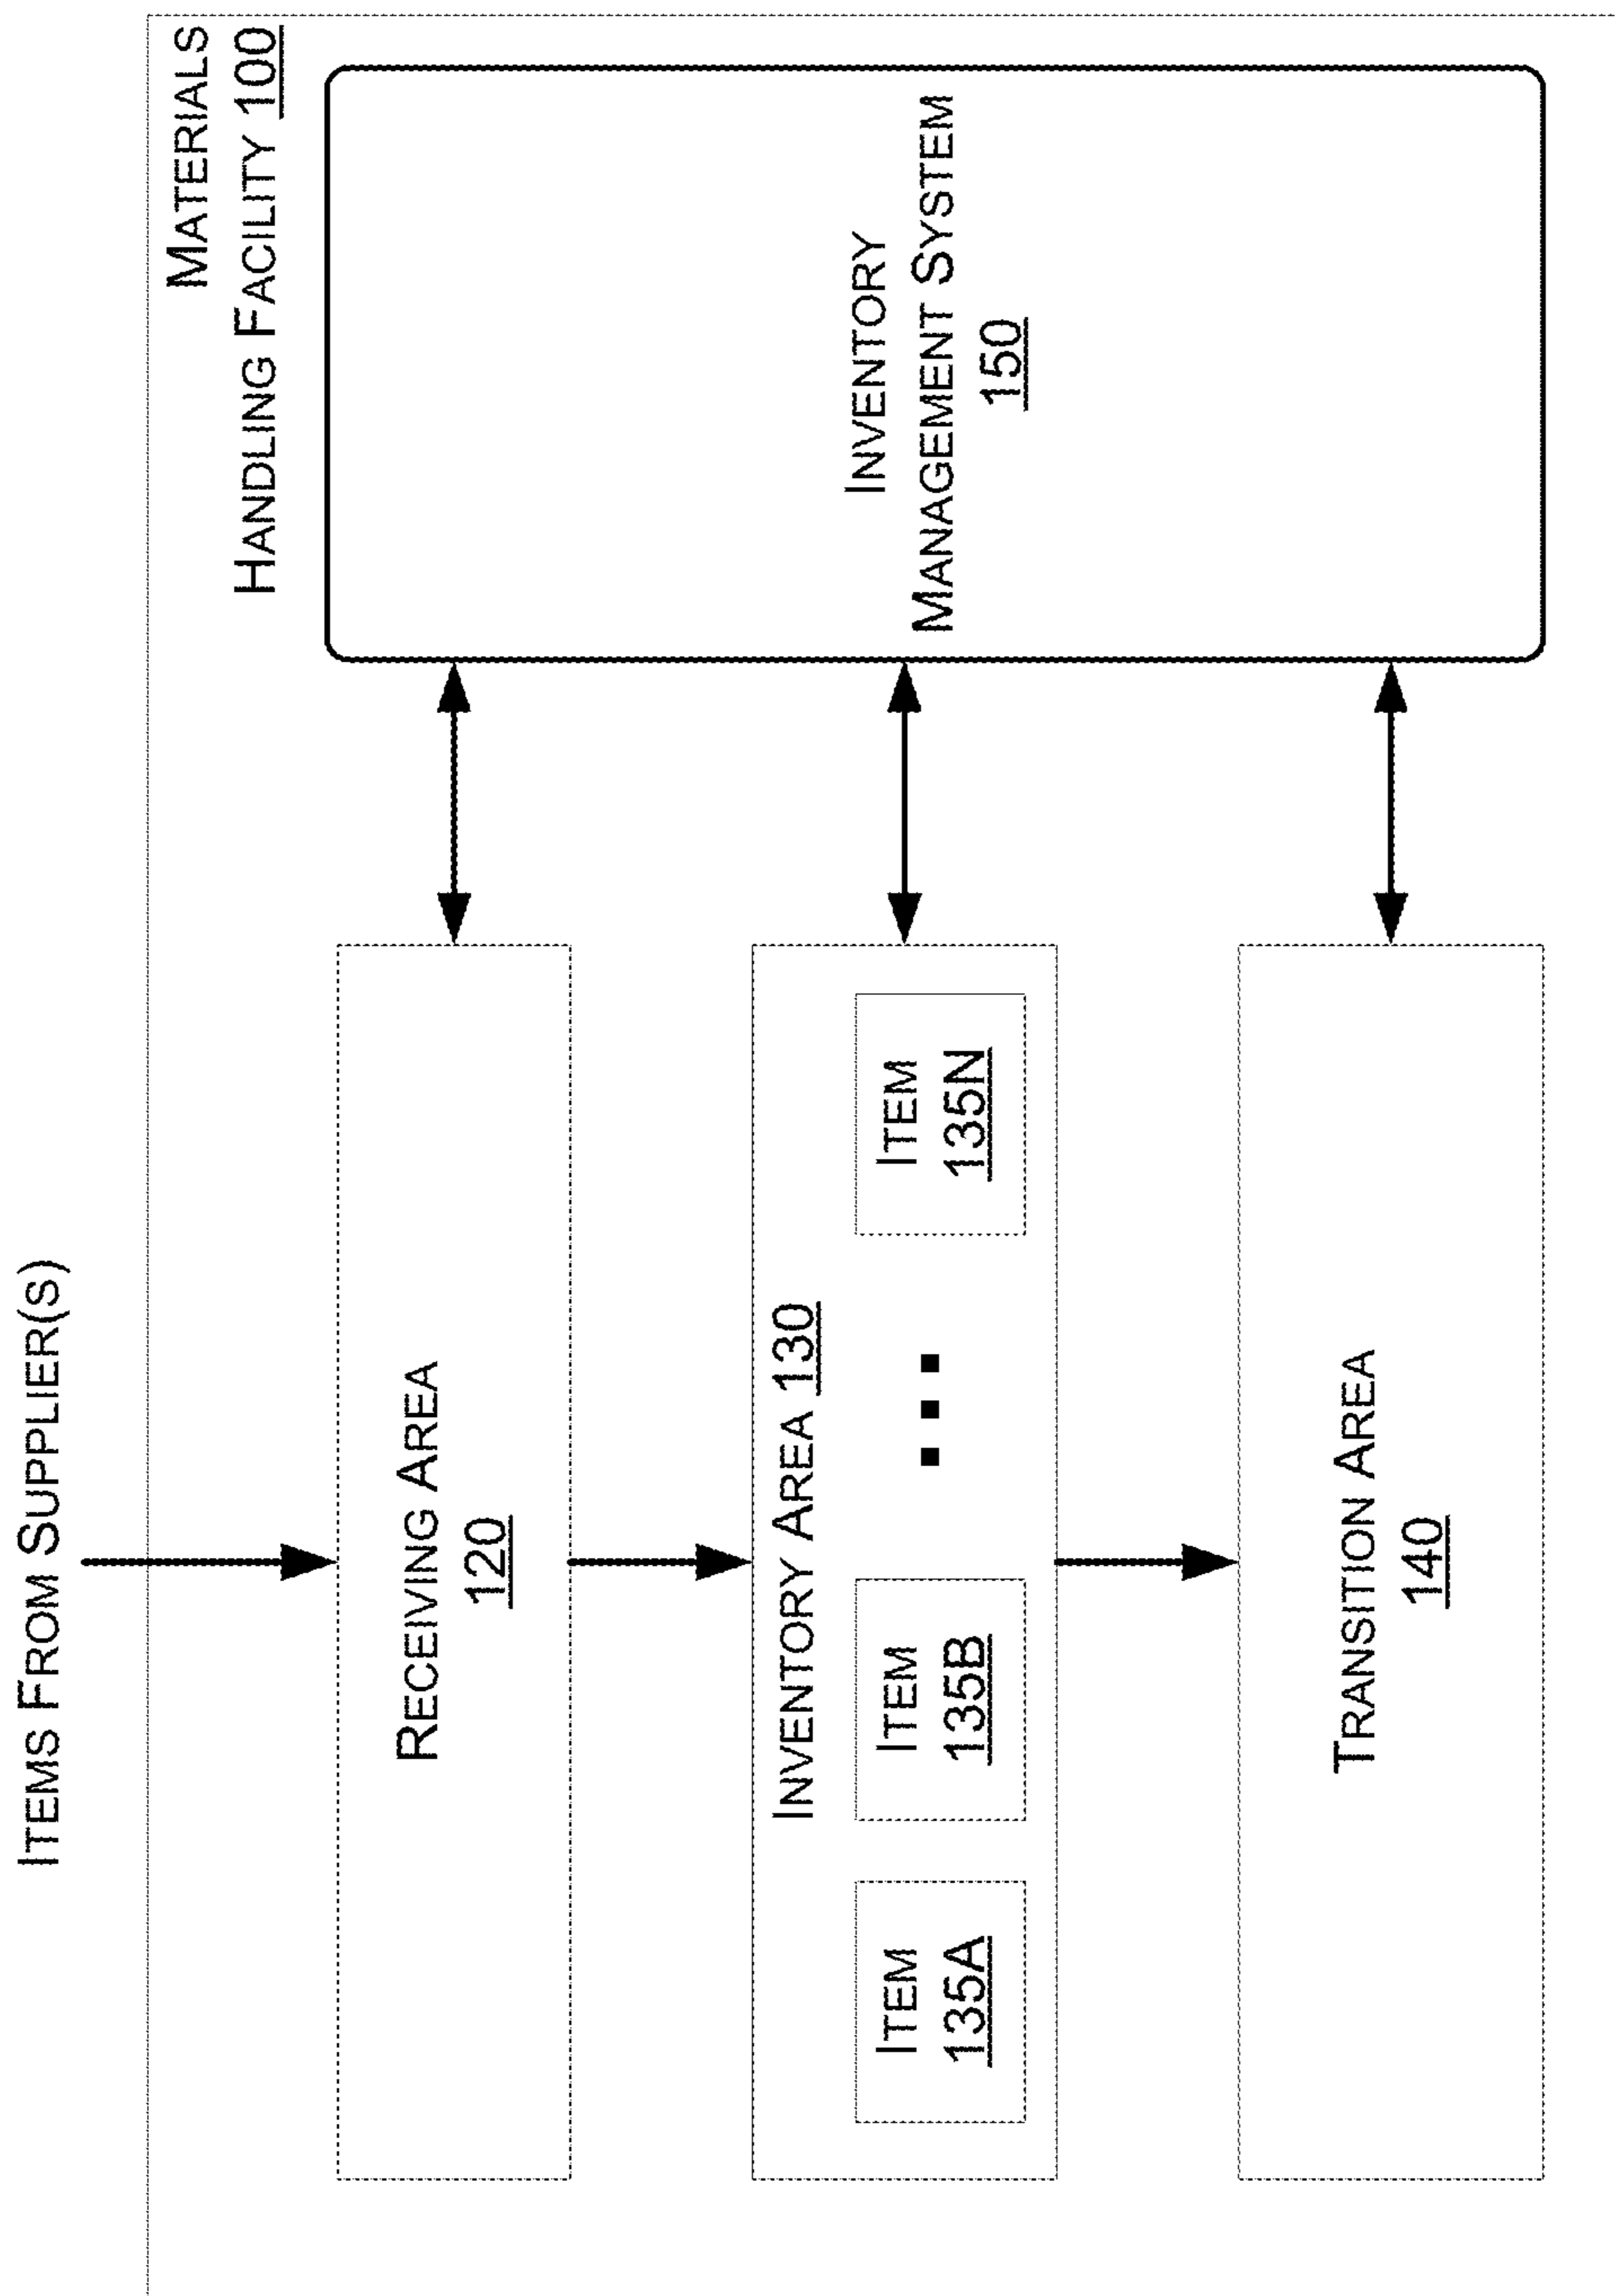 ITEMS FROM SUPPLIER(S)
MATERIALS
HANDLING FACILITY 100
RECEIVING AREA
120
INVENTORY AREA 130
ITEM
135A
ITEM
135B
ITEM
135N
TRANSITION AREA
140
INVENTORY
MANAGEMENT SYSTEM
150